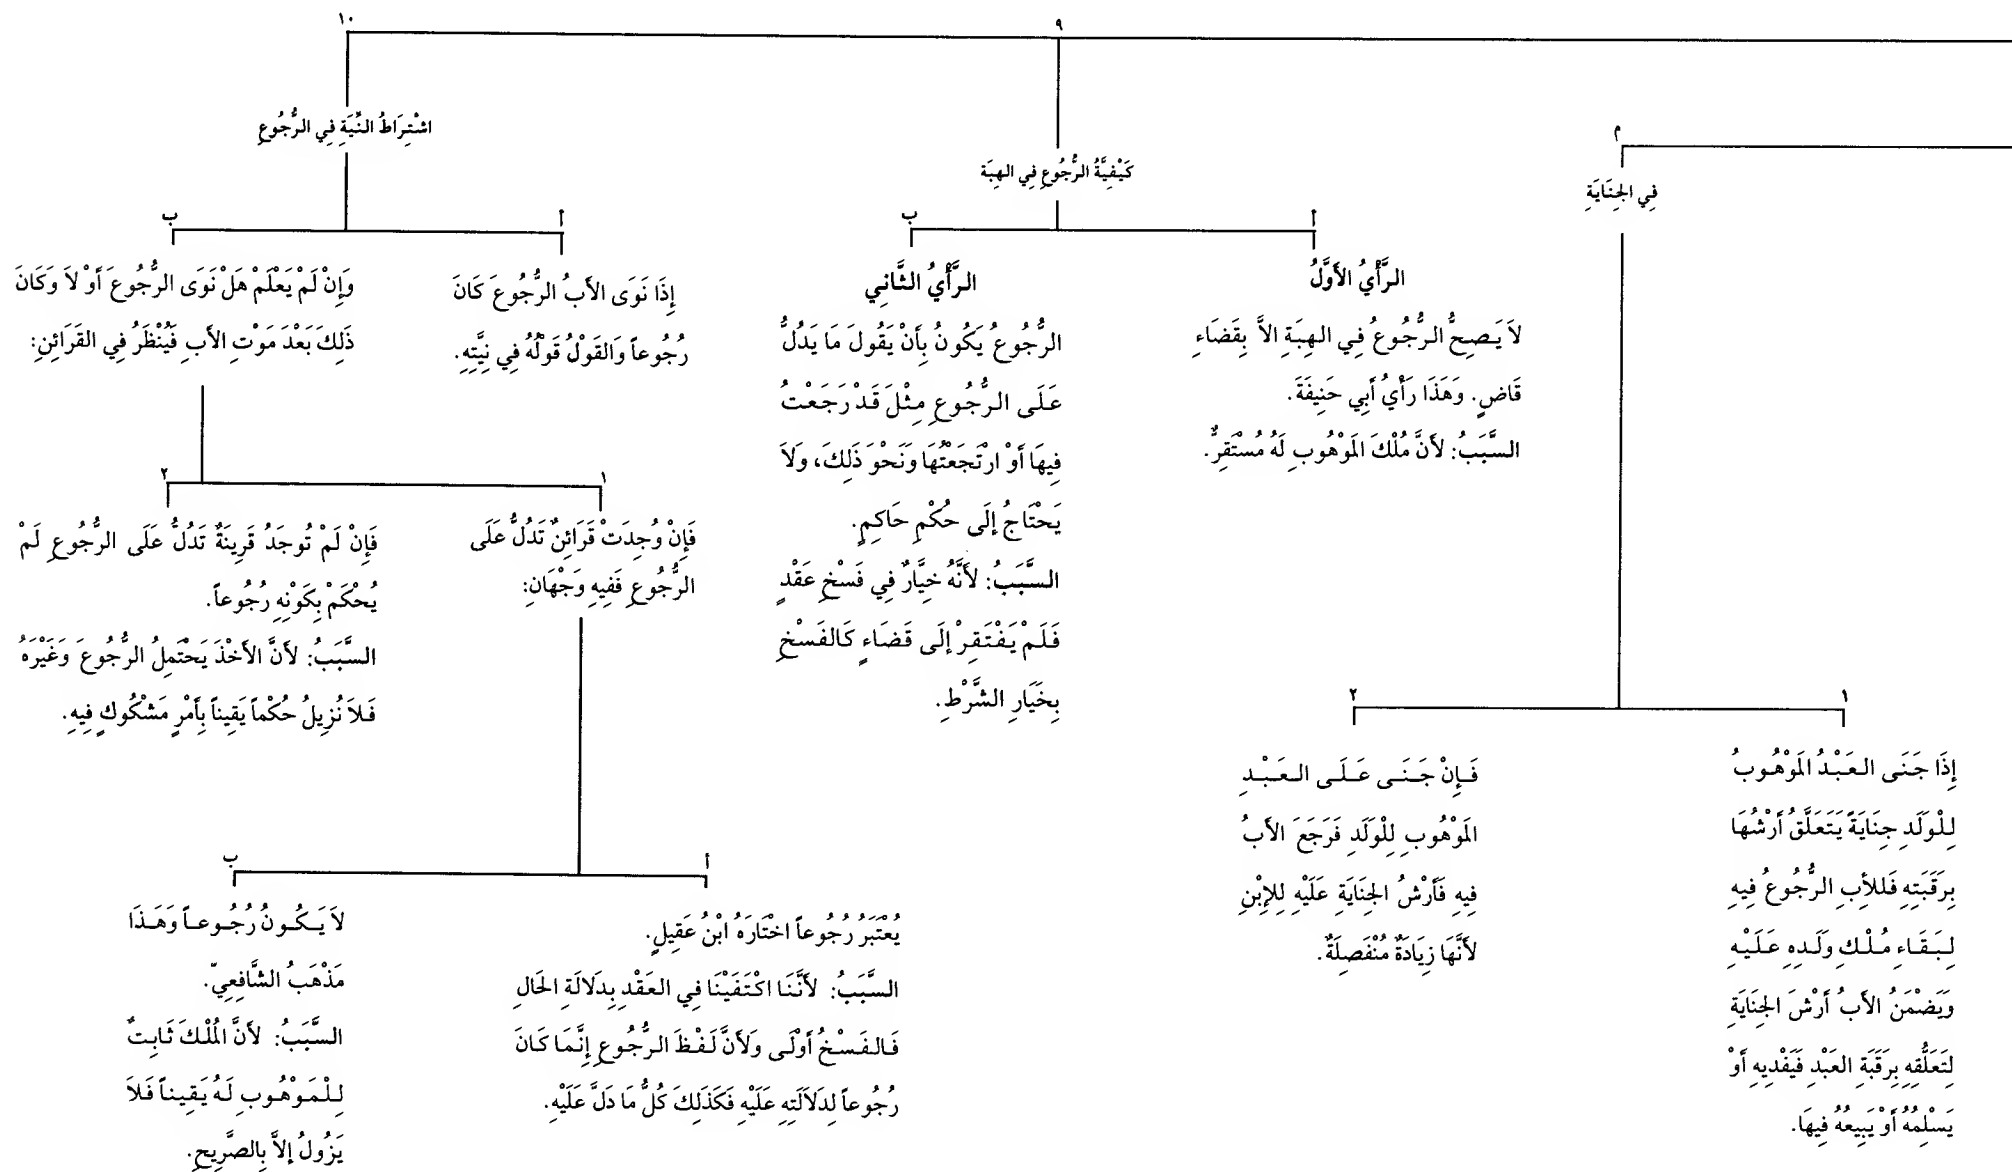 م
فِي الجِنَايَةِ
١
إِذَا جَنَى العَبْدُ المَوْهُوبُ
لِلْوَلَدِ جِنَايَةً يَتَعَلَّقُ أَرْشُهَا
بِرَقَبَتِهِ فَللأِبِ الرُّجُوعُ فِيهِ
لِبَقَاءِ مُلْكِ وَلَدِهِ عَلَيْهِ
وَيَضْمَنُ الأَبُ أَرْشَ الجِنَايَةِ
لِتَعَلُّقِهِ بِرَقَبَةِ العَبْدِ فَيَفْدِيهِ أَوْ
يَسْلِمُهُ أَوْ يَبِيعُهُ فِيهَا.
٢
فَإِنْ جَنَى عَلَى العَبْدِ
المَوْهُوبِ لِلْوَلَدِ فَرَجَعَ الأَبُ
فِيهِ فَأَرْشُ الجِنَايَةِ عَلَيْهِ لِلإِبْنِ
لأَنَّهَا زِيَادَةٌ مُنْفَصِلَةٌ.
٩
كَيْفِيَّةُ الرُّجُوعِ فِي الهِبَة
أ
الرَّأْيُ الأَوَّلُ
لاَ يَصِحُّ الرُّجُوعُ فِي الهِبَةِ الاَّ بِقَضَاءِ
قَاضٍ. وَهَذَا رَأْيُ أَبِي حَنِيفَةَ.
السَّبَبُ: لأَنَّ مُلْكَ المَوْهُوبِ لَهُ مُسْتَقِرٌّ.
ب
الرَّأْيُ الثَّانِي
الرُّجُوعُ يَكُونُ بِأَنْ يَقُولَ مَا يَدُلُّ
عَلَى الرُّجُوعِ مِثْلَ قَدْ رَجَعْتُ
فِيهَا أَوْ ارْتَجَعْتُهَا وَنَحْوَ ذَلِكَ، وَلاَ
يَحْتَاجُ إلَى حُكْمِ حَاكِمٍ.
السَّبَبُ: لأَنَّهُ خِيَّارٌ فِي فَسْخِ عَقْدٍ
فَلَمْ يَفْتَقِرْ إلَى قَضَاءٍ كَالفَسْخِ
بِخَيَارِ الشَّرْطِ.
١٠
اشْتِرَاطُ النِّيَةِ فِي الرُّجُوعِ
أ
إِذَا نَوَى الأَبُ الرُّجُوعَ كَانَ
رُجُوعاً وَالقَوْلُ قَوْلُهُ فِي نِيَّتِهِ.
ب
وَإِنْ لَمْ يَعْلَمْ هَلْ نَوَى الرُّجُوعَ أَوْ لاَ وَكَانَ
ذَلِكَ بَعْدَ مَوْتِ الأَبِ فَيُنْظَرُ فِي القَرَائِنِ:
١
فَإِنْ وُجِدَتْ قَرَائِنٌ تَدُلُّ عَلَى
الرُّجُوعِ فَفِيهِ وَجْهَانِ:
٢
فَإِنْ لَمْ تُوجَدُ قَرِينَةٌ تَدُلُّ عَلَى الرُّجُوعِ لَمْ
يُحْكَمْ بِكَوْنِهِ رُجُوعاً.
السَّبَبُ: لأَنَّ الأَخْذَ يَحْتَمِلُ الرُّجُوعَ وَغَيْرَهُ
فَلاَ نُزِيلُ حُكْماً يَقِيناً بِأَمْرٍ مَشْكُوكٍ فِيهِ.
أ
يُعْتَبَرُ رُجُوعاً اخْتَارَهُ ابْنُ عَقِيلٍ.
السَّبَبُ: لأَنَّنَا اكْتَفَيْنَا فِي العَقْدِ بِدَلاَلَةِ الحَالِ
فَالفَسْخُ أَوْلَى وَلأَنَّ لَفْظَ الرُّجُوعِ إِنَّمَا كَانَ
رُجُوعاً لِدَلاَلَتِهِ عَلَيْهِ فَكَذَلِكَ كُلُّ مَا دَلَّ عَلَيْهِ.
ب
لاَ يَكُونُ رُجُوعاً وَهَذَا
مَذْهَبُ الشَّافِعِيّ.
السَّبَبُ: لأَنَّ المُلْكَ ثَابِتٌ
لِلْمَوْهُوبِ لَهُ يَقِيناً فَلاَ
يَزُولُ إلاَّ بِالصَّرِيحِ.